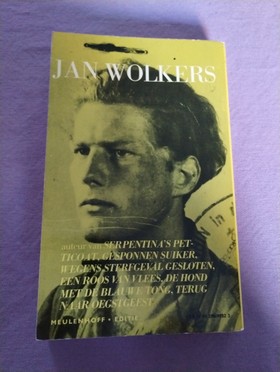 JAN WOLKERS
auteur van SERPENTINA'S PET-
TICOAT, GESPONNEN SUIKER,
WEGENS STERFGEVAL GESLOTEN,
EEN ROOS VAN VLEES, DE HOND
MET DE BLAUWE TONG, TERUG
NAAR OEGSTGEEST
MEULENHOFF • EDITIE